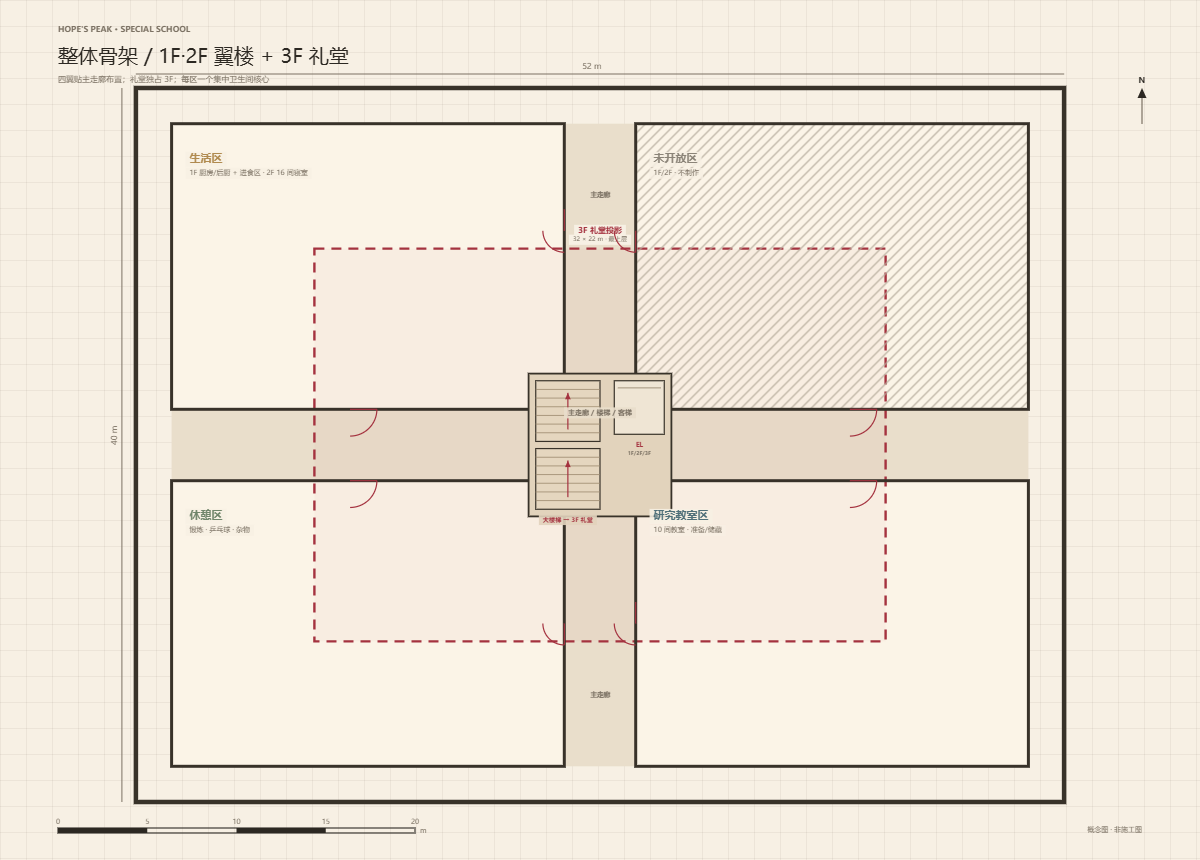 HOPE'S PEAK • SPECIAL SCHOOL
整体骨架 / 1F·2F 翼楼 + 3F 礼堂
四翼贴主走廊布置；礼堂独占 3F；每区一个集中卫生间核心
52 m
N
40 m
生活区
1F 厨房/后厨 + 进食区 · 2F 16 间寝室
主走廊
未开放区
1F/2F · 不制作
3F 礼堂投影
32 × 22 m · 最上层
主走廊 / 楼梯 / 客梯
EL
1F/2F/3F
大楼梯 — 3F 礼堂
休憩区
锻炼 · 乒乓球 · 杂物
研究教室区
10 间教室 · 准备/储藏
主走廊
0 5 10 15 20 m
概念图 · 非施工图